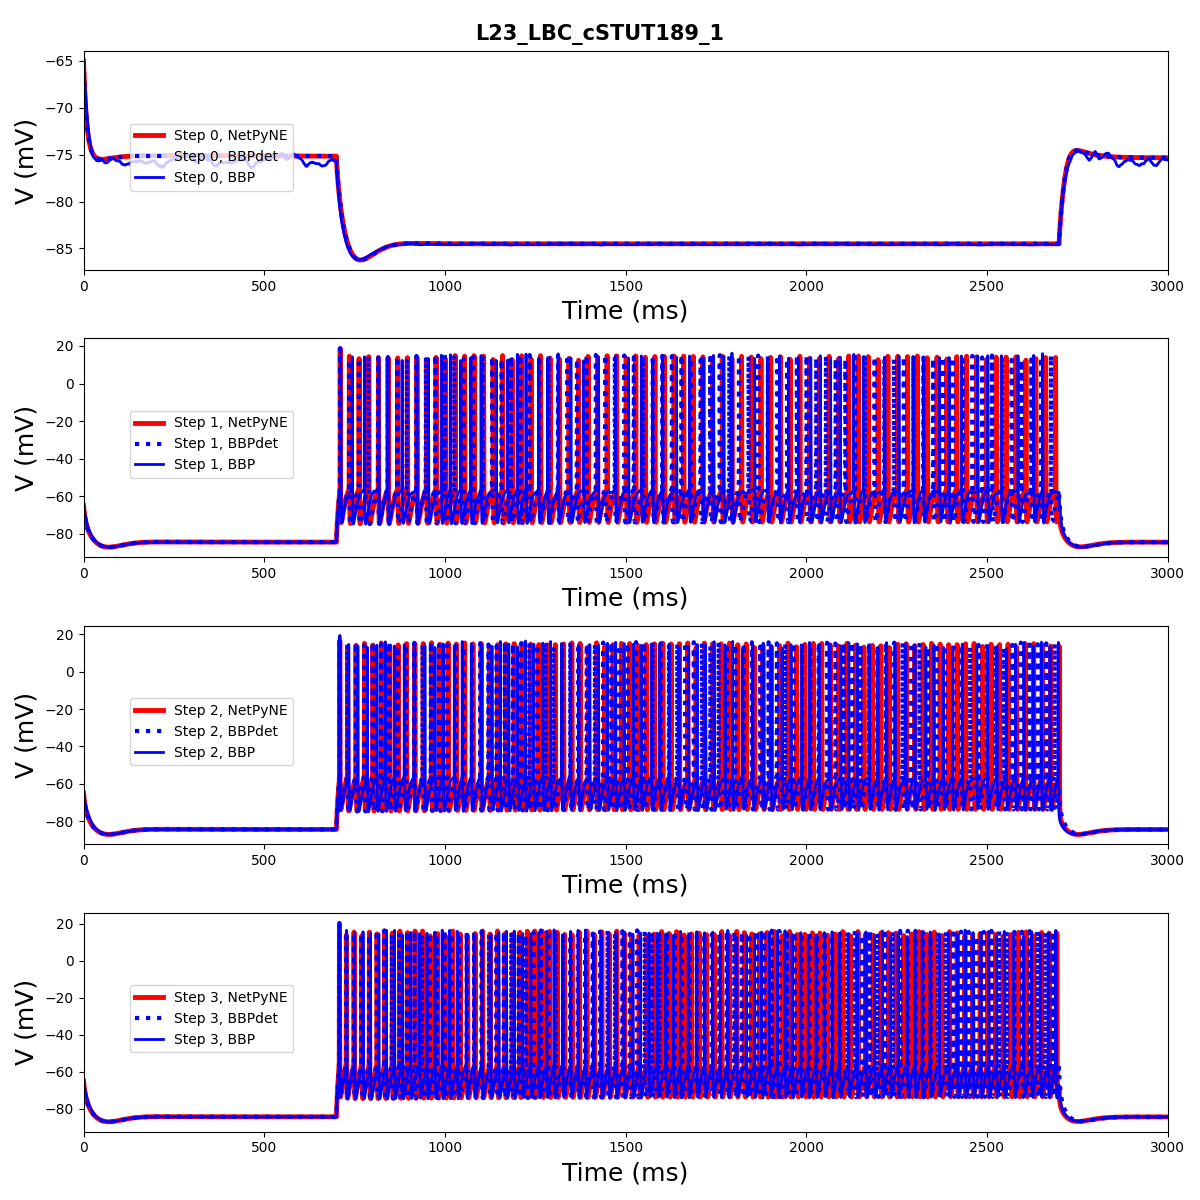 L23_LBC_cSTUT189_1
−65
−70
−75
−80
−85
V (mV)
Step 0, NetPyNE
Step 0, BBPdet
Step 0, BBP
0 500 1000 1500 2000 2500 3000
Time (ms)
20
0
−20
−40
−60
−80
V (mV)
Step 1, NetPyNE
Step 1, BBPdet
Step 1, BBP
0 500 1000 1500 2000 2500 3000
Time (ms)
20
0
−20
−40
−60
−80
V (mV)
Step 2, NetPyNE
Step 2, BBPdet
Step 2, BBP
0 500 1000 1500 2000 2500 3000
Time (ms)
20
0
−20
−40
−60
−80
V (mV)
Step 3, NetPyNE
Step 3, BBPdet
Step 3, BBP
0 500 1000 1500 2000 2500 3000
Time (ms)